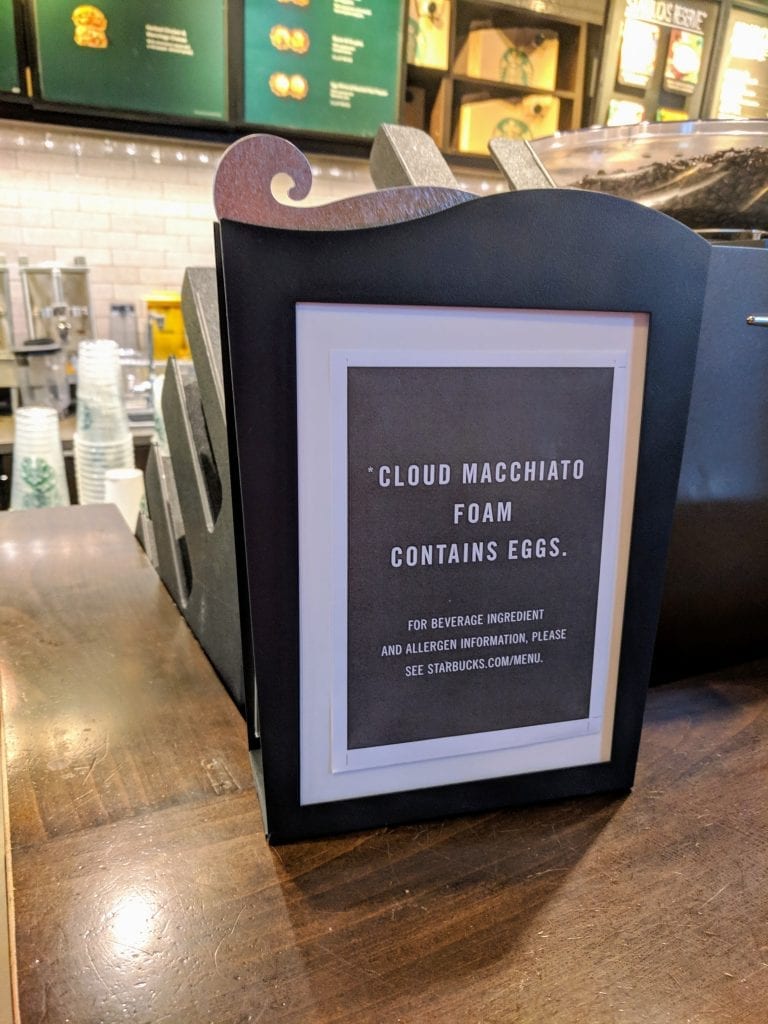 *CLOUD MACCHIATO
FOAM
CONTAINS EGGS.
FOR BEVERAGE INGREDIENT
AND ALLERGEN INFORMATION, PLEASE
SEE STARBUCKS.COM/MENU.